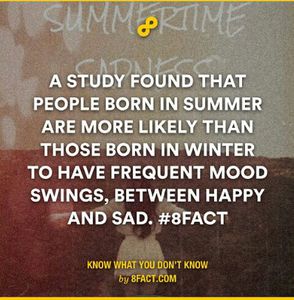 SUMMERTIME
SADNESS
A STUDY FOUND THAT
PEOPLE BORN IN SUMMER
ARE MORE LIKELY THAN
THOSE BORN IN WINTER
TO HAVE FREQUENT MOOD
SWINGS, BETWEEN HAPPY
AND SAD. #8FACT
KNOW WHAT YOU DON'T KNOW
by 8FACT.COM